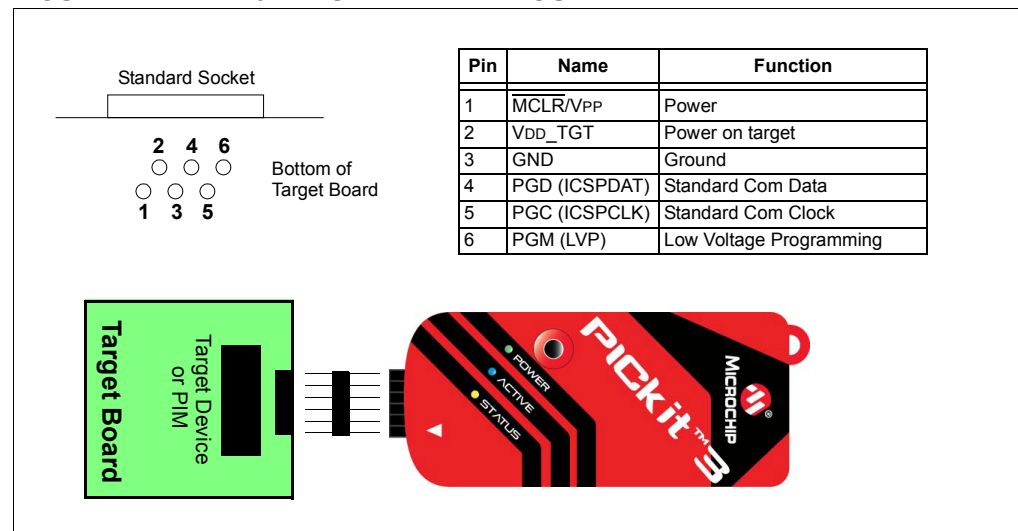 Standard Socket
2 4 6
1 3 5
Bottom of
Target Board
Pin Name Function
1 MCLR/VPP Power
2 VDD_TGT Power on target
3 GND Ground
4 PGD (ICSPDAT) Standard Com Data
5 PGC (ICSPCLK) Standard Com Clock
6 PGM (LVP) Low Voltage Programming
Target Board
Target Device
or PIM
POWER
ACTIVE
STATUS
PICkit™ 3
MICROCHIP
®